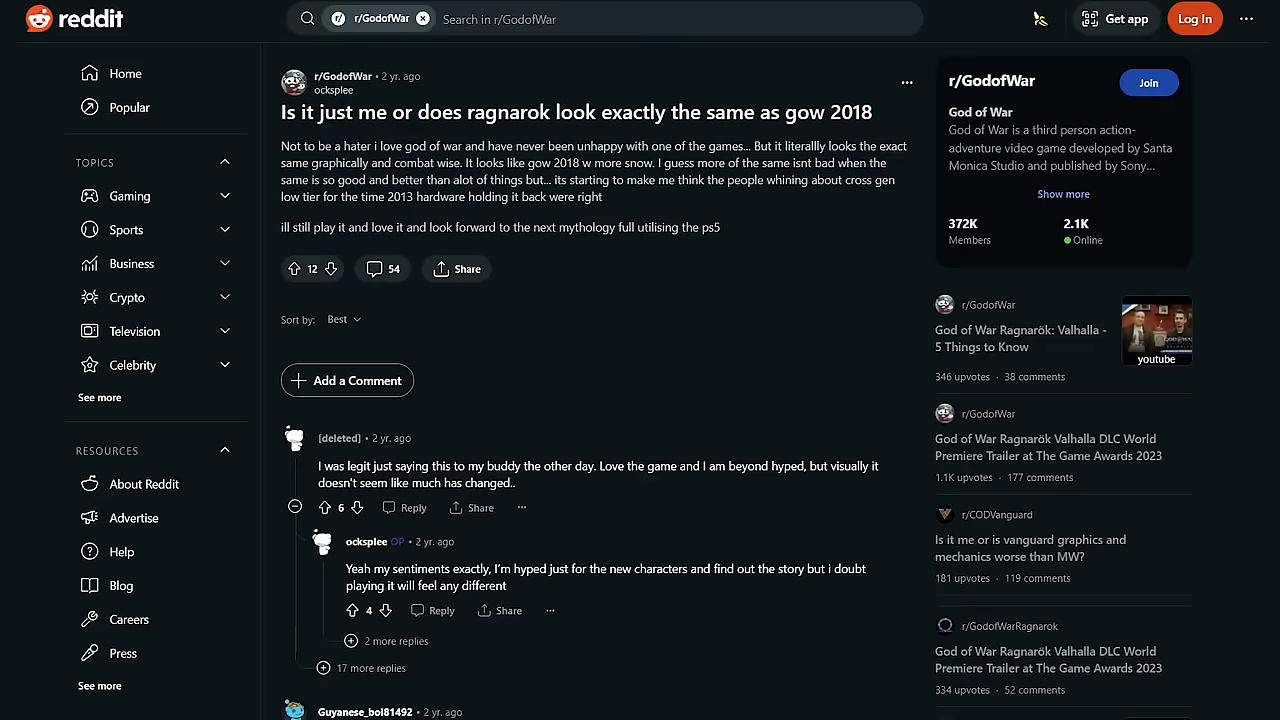 reddit
r/GodofWar
Search in r/GodofWar
Get app
Log In
Home
Popular
TOPICS
Gaming
Sports
Business
Crypto
Television
Celebrity
See more
RESOURCES
About Reddit
Advertise
Help
Blog
Careers
Press
See more
r/GodofWar • 2 yr. ago
ocksplee
Is it just me or does ragnarok look exactly the same as gow 2018
Not to be a hater i love god of war and have never been unhappy with one of the games... But it literallly looks the exact
same graphically and combat wise. It looks like gow 2018 w more snow. I guess more of the same isnt bad when the
same is so good and better than alot of things but... its starting to make me think the people whining about cross gen
low tier for the time 2013 hardware holding it back were right
ill still play it and love it and look forward to the next mythology full utilising the ps5
12
54
Share
Sort by:
Best
Add a Comment
[deleted] • 2 yr. ago
I was legit just saying this to my buddy the other day. Love the game and I am beyond hyped, but visually it
doesn't seem like much has changed..
6
Reply
Share
ocksplee OP • 2 yr. ago
Yeah my sentiments exactly, I'm hyped just for the new characters and find out the story but i doubt
playing it will feel any different
4
Reply
Share
2 more replies
17 more replies
Guyanese_boi81492 • 2 yr. ago
r/GodofWar
Join
God of War
God of War is a third person action-
adventure video game developed by Santa
Monica Studio and published by Sony...
Show more
372K
2.1K
Members
Online
r/GodofWar
God of War Ragnarök: Valhalla -
5 Things to Know
youtube
346 upvotes · 38 comments
r/GodofWar
God of War Ragnarök Valhalla DLC World
Premiere Trailer at The Game Awards 2023
1.1K upvotes · 177 comments
r/CODVanguard
Is it me or is vanguard graphics and
mechanics worse than MW?
181 upvotes · 119 comments
r/GodofWarRagnarok
God of War Ragnarök Valhalla DLC World
Premiere Trailer at The Game Awards 2023
334 upvotes · 52 comments